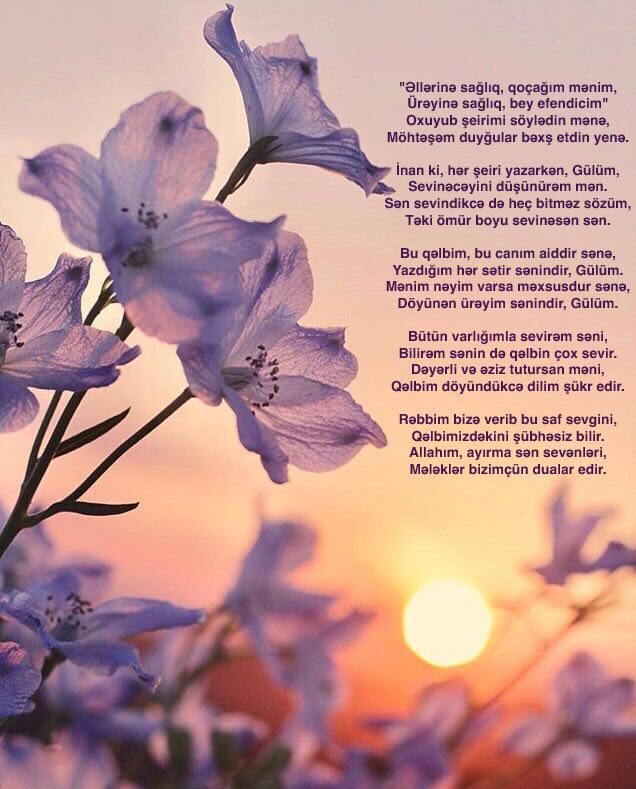 "Əllərinə sağlıq, qoçağım mənim,
Ürəyinə sağlıq, bey efendicim"
Oxuyub şeirimi söylədin mənə,
Möhtəşəm duyğular bəxş etdin yenə.
İnan ki, hər şeiri yazarkən, Gülüm,
Sevinəcəyini düşünürəm mən.
Sən sevindikcə də heç bitməz sözüm,
Təki ömür boyu sevinəsən sən.
Bu qəlbim, bu canım aiddir sənə,
Yazdığım hər sətir sənindir, Gülüm.
Mənim nəyim varsa məxsusdur sənə,
Döyünən ürəyim sənindir, Gülüm.
Bütün varlığımla sevirəm səni,
Bilirəm sənin də qəlbin çox sevir.
Dəyərli və əziz tutursan məni,
Qəlbim döyündükcə dilim şükr edir.
Rəbbim bizə verib bu saf sevgini,
Qəlbimizdəkini şübhəsiz bilir.
Allahım, ayırma sən sevənləri,
Mələklər bizimçün dualar edir.